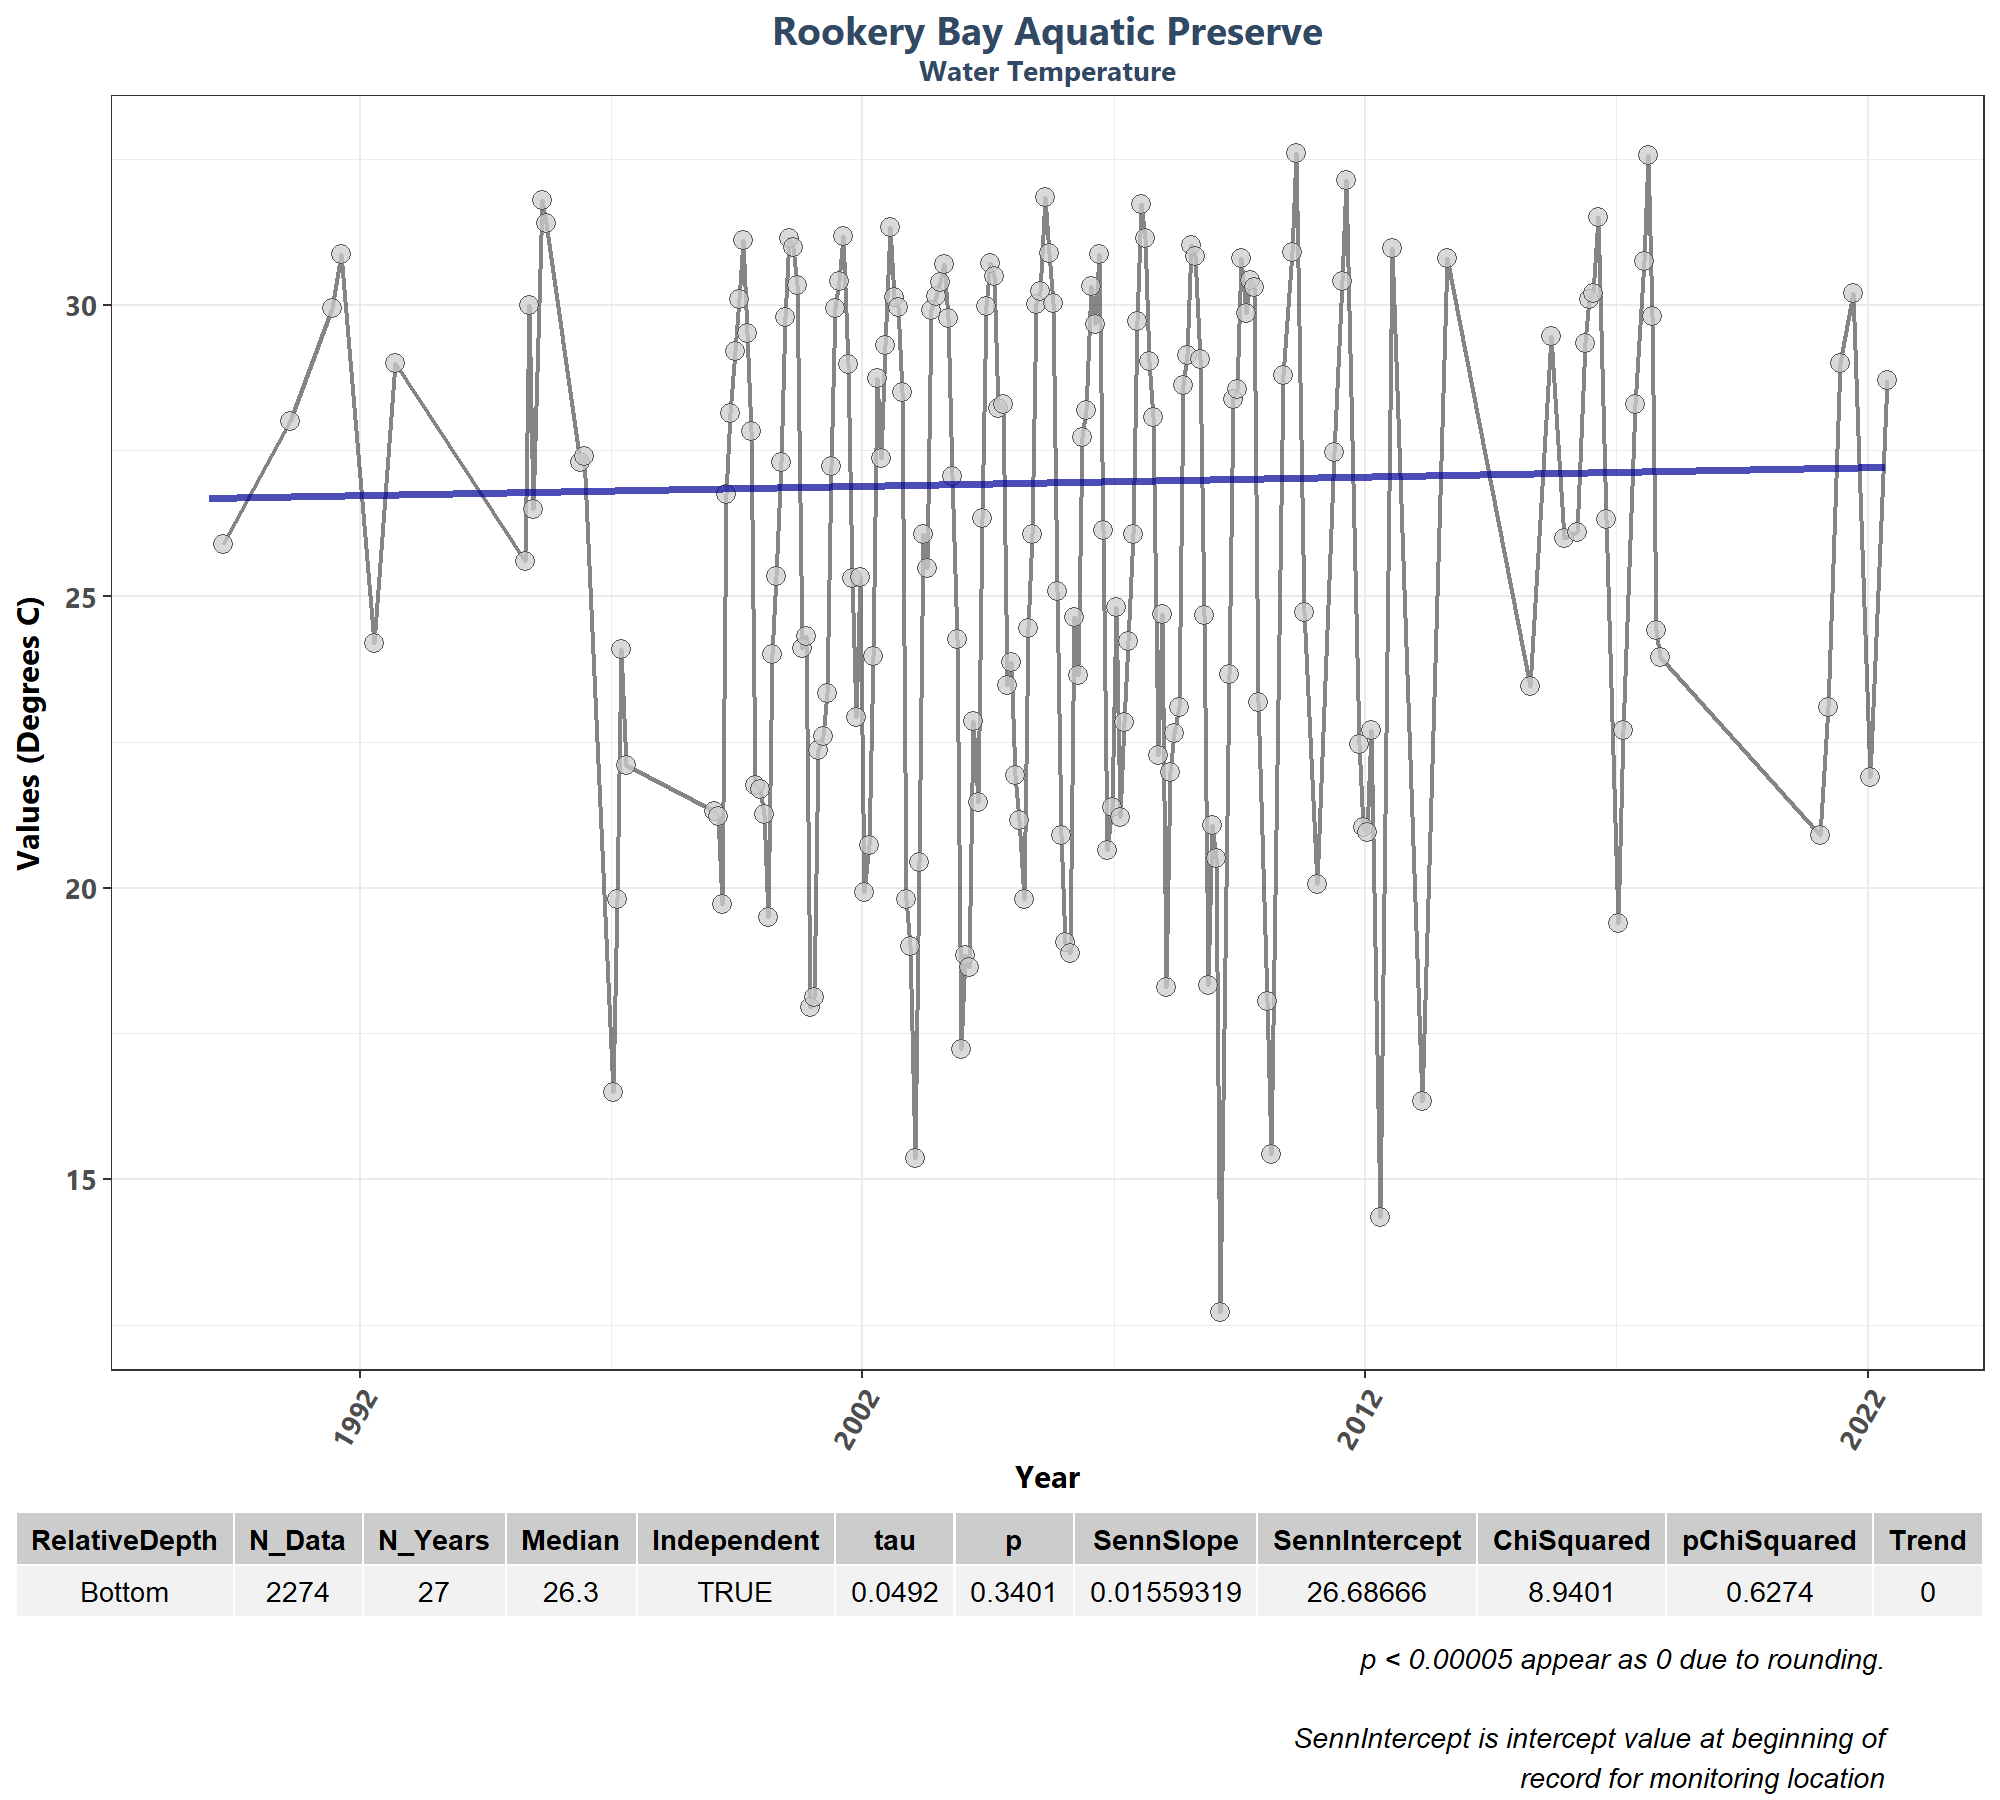 Rookery Bay Aquatic Preserve
Water Temperature
Values (Degrees C)
30
25
20
15
1992
2002
2012
2022
Year
RelativeDepth N_Data N_Years Median Independent tau p SennSlope SennIntercept ChiSquared pChiSquared Trend
Bottom 2274 27 26.3 TRUE 0.0492 0.3401 0.01559319 26.68666 8.9401 0.6274 0
p < 0.00005 appear as 0 due to rounding.
SennIntercept is intercept value at beginning of
record for monitoring location